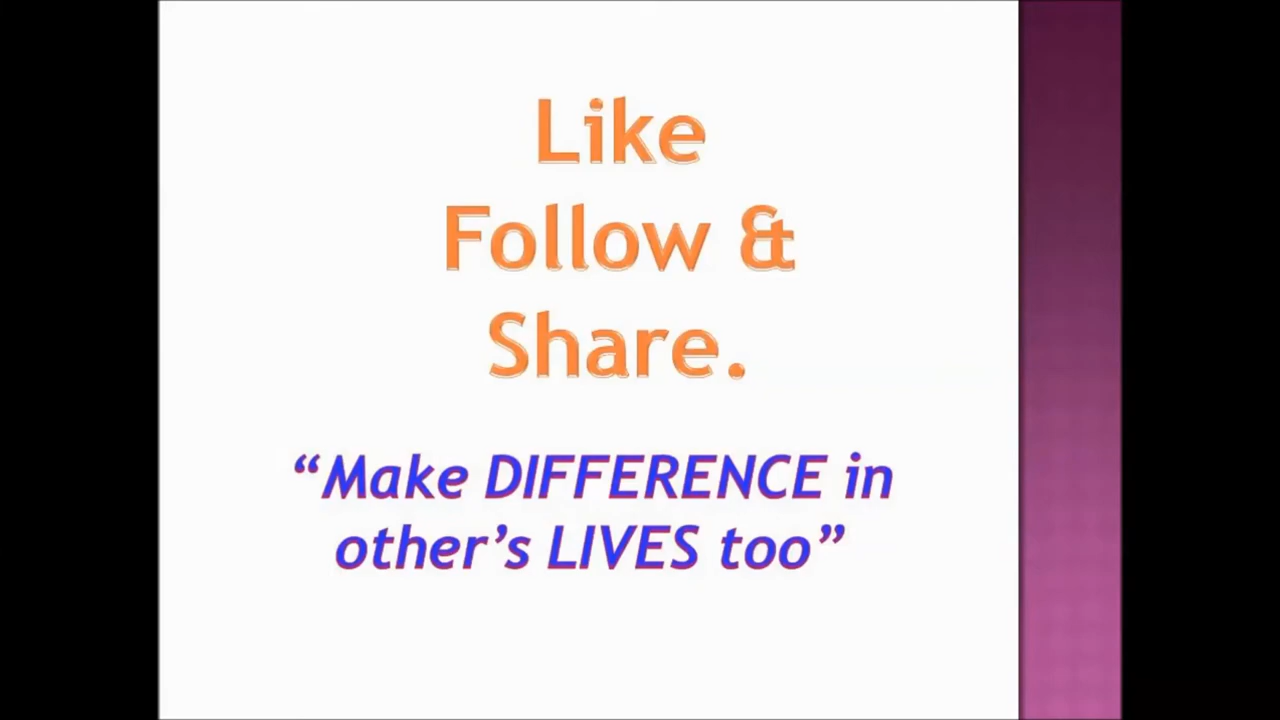 Like
Follow &
Share.
“Make DIFFERENCE in
other’s LIVES too”